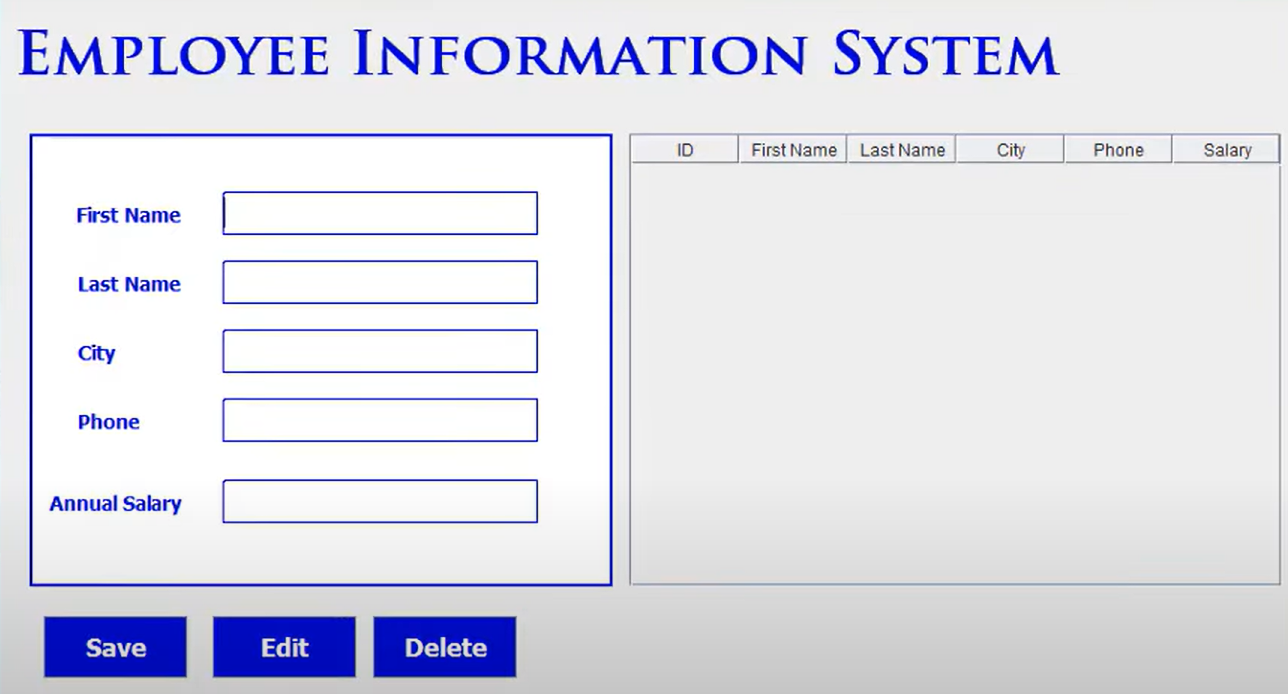 EMPLOYEE INFORMATION SYSTEM
First Name
Last Name
City
Phone
Annual Salary
ID First Name Last Name City Phone Salary
Save Edit Delete